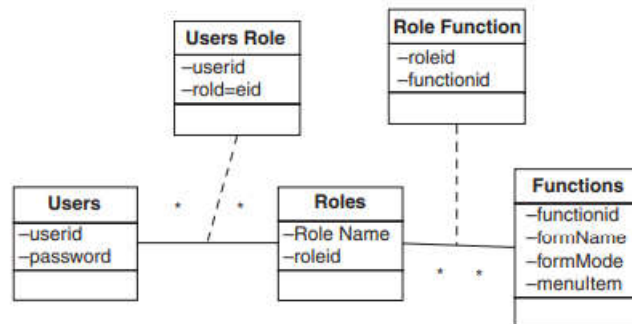 Users Role
–userid
–rold=eid
Role Function
–roleid
–functionid
Users
–userid
–password
* *
Roles
–Role Name
–roleid
* *
Functions
–functionid
–formName
–formMode
–menuItem